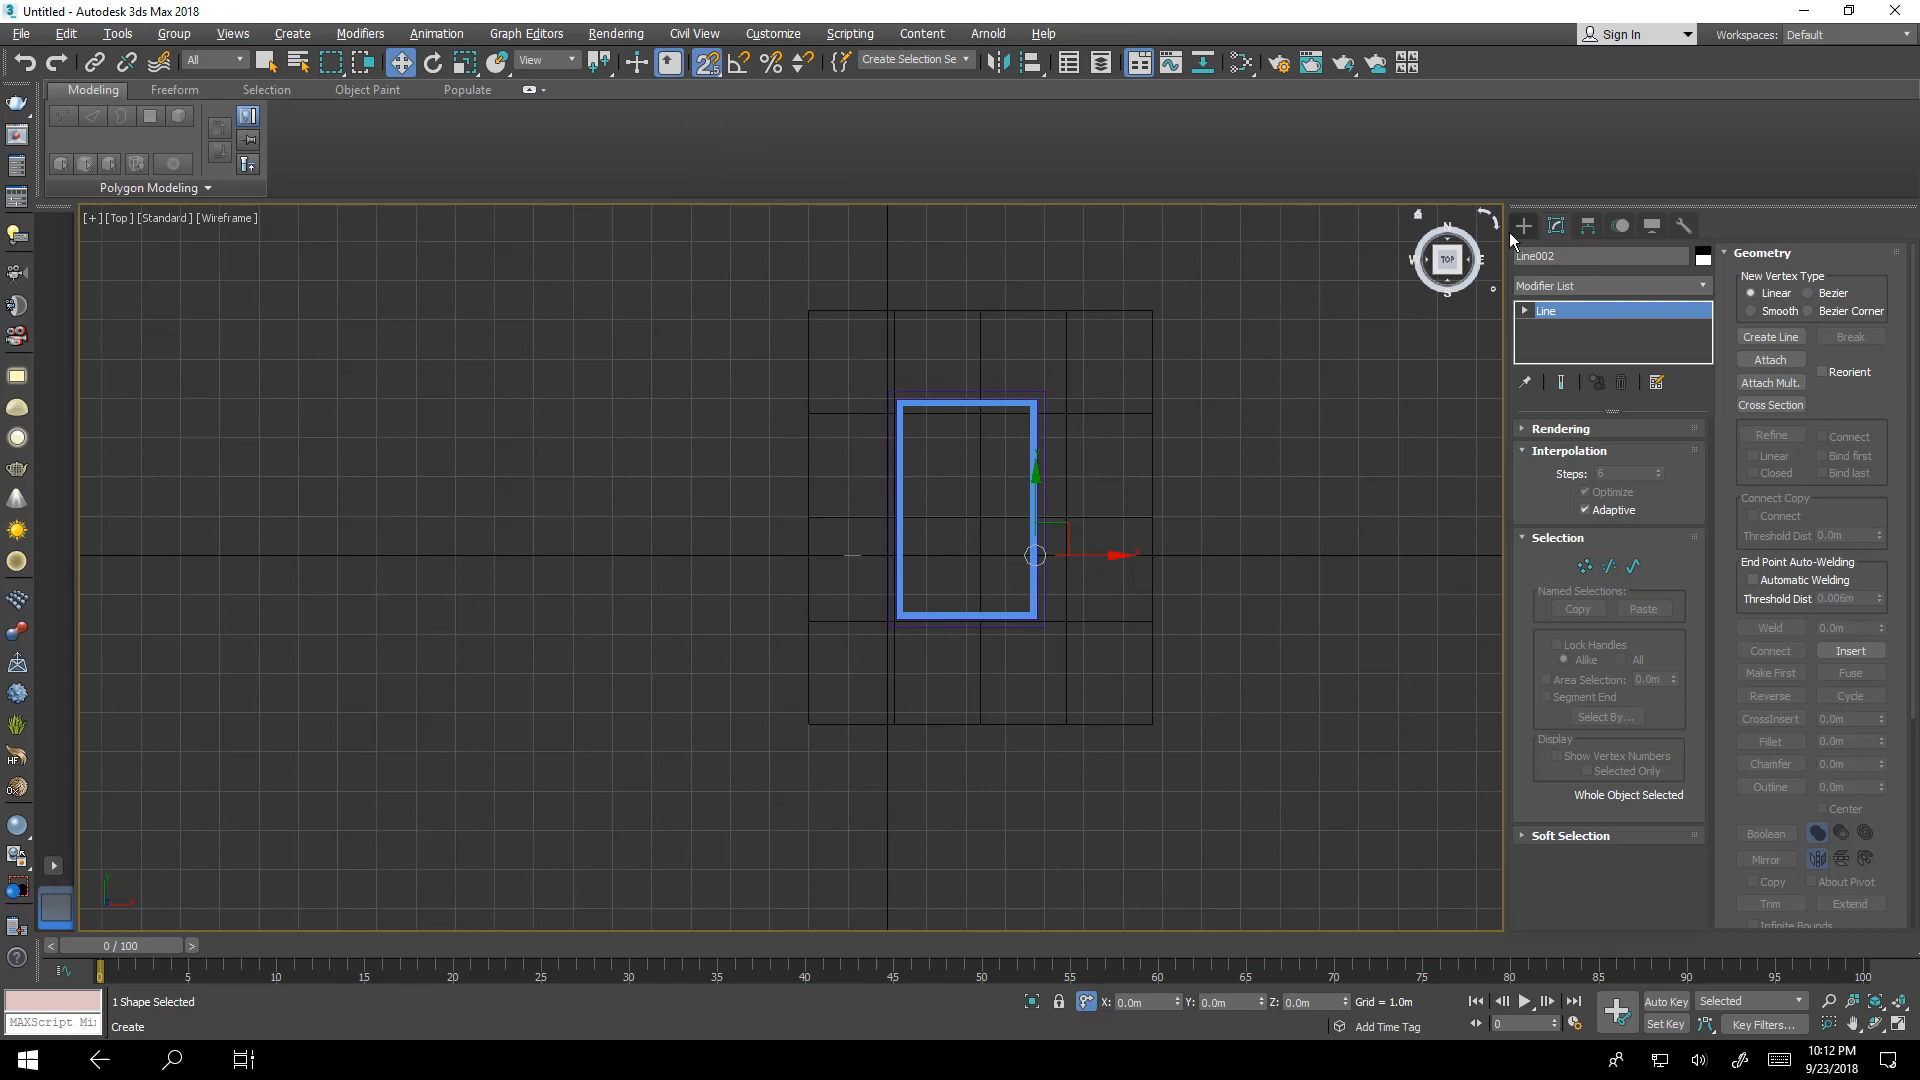 Untitled - Autodesk 3ds Max 2018
File Edit Tools Group Views Create Modifiers Animation Graph Editors Rendering Civil View Customize Scripting Content Arnold Help
Sign In Workspaces: Default
All View Create Selection Se
Modeling Freeform Selection Object Paint Populate
Polygon Modeling
[+] [Top] [Standard] [Wireframe]
N
W TOP E
S
Line002
Modifier List
Line
Rendering
Interpolation
Steps: 6
Optimize
Adaptive
Selection
Named Selections:
Copy Paste
Lock Handles
Alike All
Area Selection: 0.0m
Segment End
Select By...
Display
Show Vertex Numbers
Selected Only
Whole Object Selected
Soft Selection
Geometry
New Vertex Type
Linear Bezier
Smooth Bezier Corner
Create Line Break
Attach
Reorient
Attach Mult.
Cross Section
Refine Connect
Linear Bind first
Closed Bind last
Connect Copy
Connect
Threshold Dist 0.0m
End Point Auto-Welding
Automatic Welding
Threshold Dist 0.006m
Weld 0.0m
Connect Insert
Make First Fuse
Reverse Cycle
CrossInsert 0.0m
Fillet 0.0m
Chamfer 0.0m
Outline 0.0m
Center
Boolean
Mirror
Copy About Pivot
Trim Extend
Infinite Bounds
< 0 / 100 >
0 5 10 15 20 25 30 35 40 45 50 55 60 65 70 75 80 85 90 95 100
1 Shape Selected X: 0.0m Y: 0.0m Z: 0.0m Grid = 1.0m Auto Key Selected
MAXScript Mi Create Add Time Tag 0 Set Key Key Filters...
10:12 PM
9/23/2018